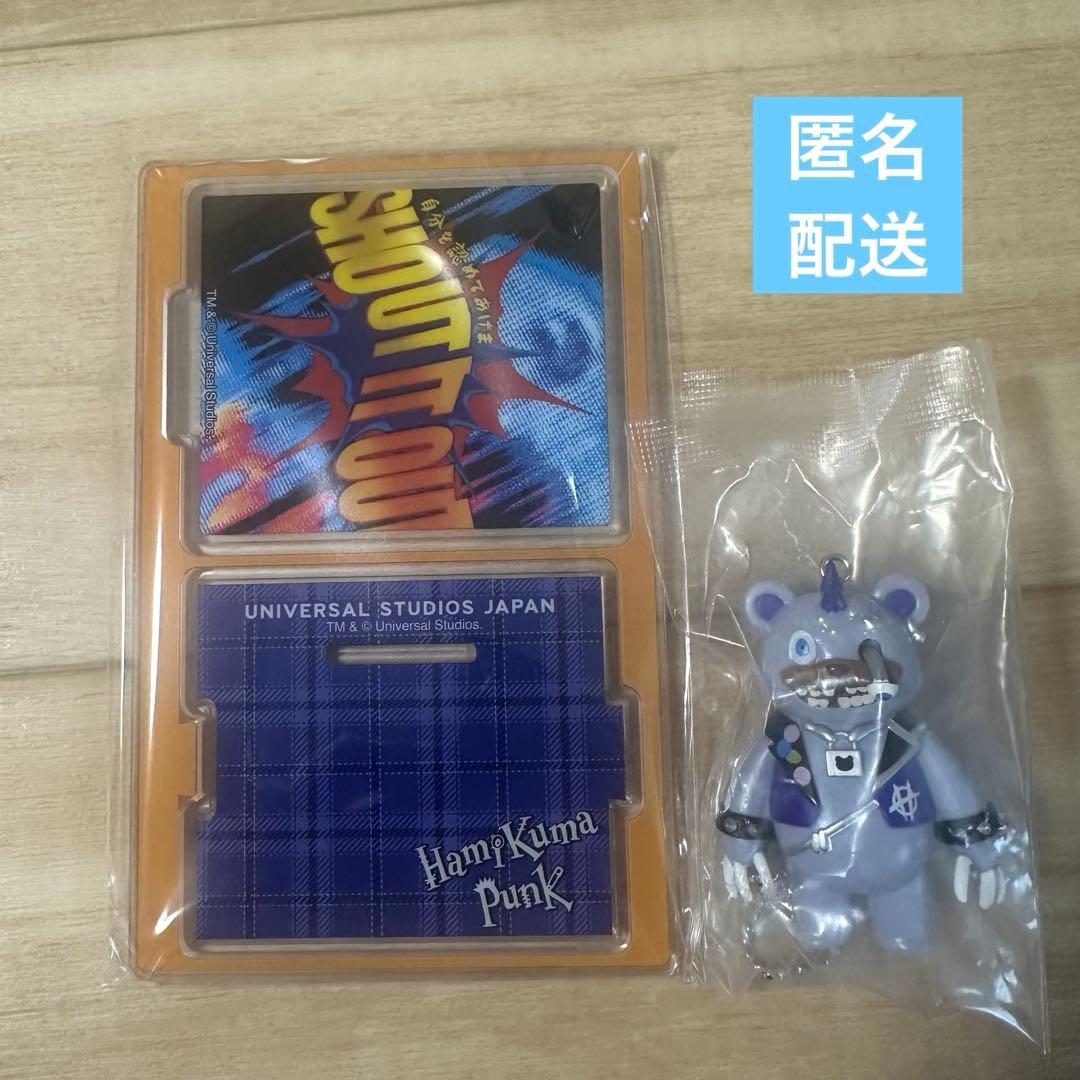 匿名
配送
SHOUT IT OUT
TM & © Universal Studios.
UNIVERSAL STUDIOS JAPAN
TM & © Universal Studios.
HamiKuma
Punk